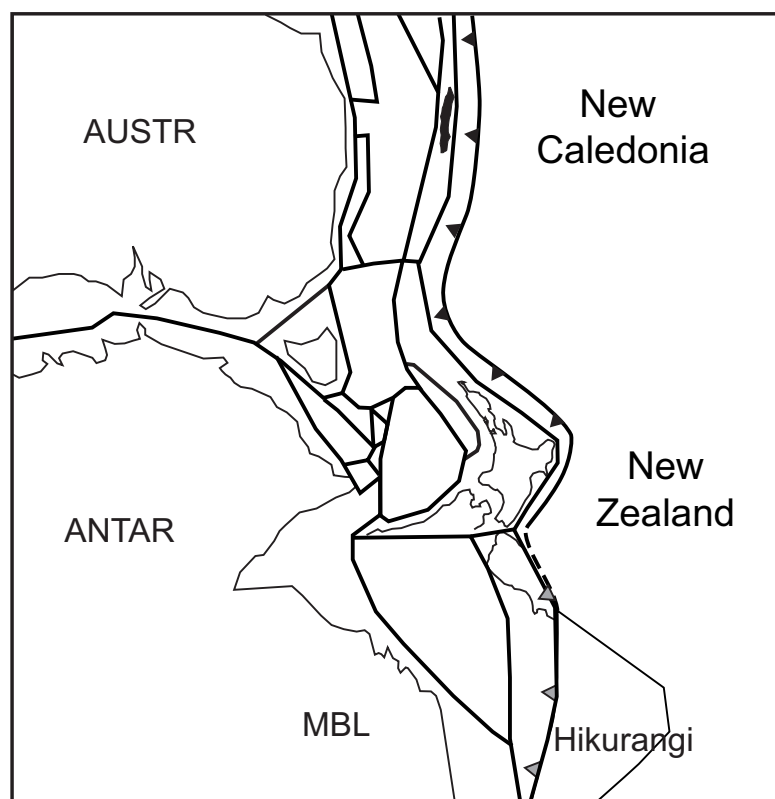 New
Caledonia
AUSTR
New
Zealand
ANTAR
MBL
Hikurangi